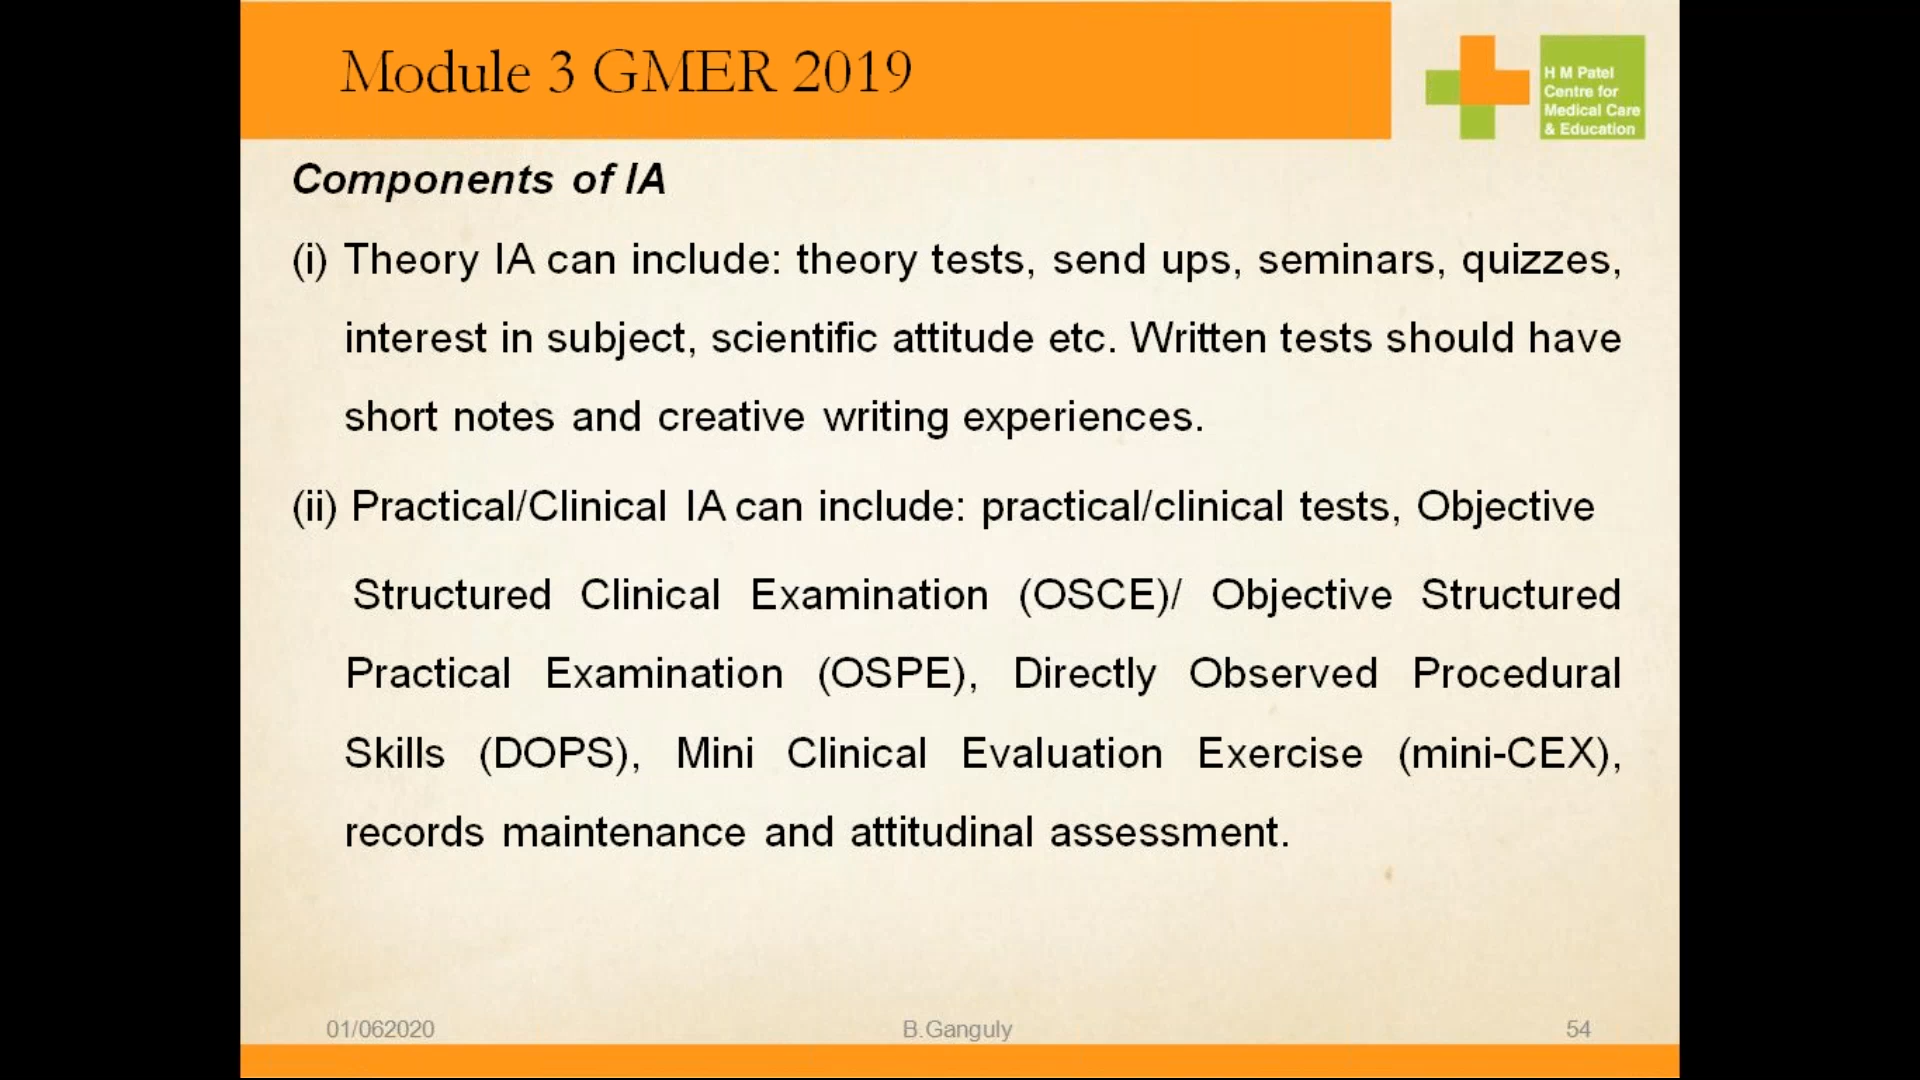 Module 3 GMER 2019
H M Patel
Centre for
Medical Care
& Education
Components of IA
(i) Theory IA can include: theory tests, send ups, seminars, quizzes,
interest in subject, scientific attitude etc. Written tests should have
short notes and creative writing experiences.
(ii) Practical/Clinical IA can include: practical/clinical tests, Objective
Structured Clinical Examination (OSCE)/ Objective Structured
Practical Examination (OSPE), Directly Observed Procedural
Skills (DOPS), Mini Clinical Evaluation Exercise (mini-CEX),
records maintenance and attitudinal assessment.
01/062020
B.Ganguly
54